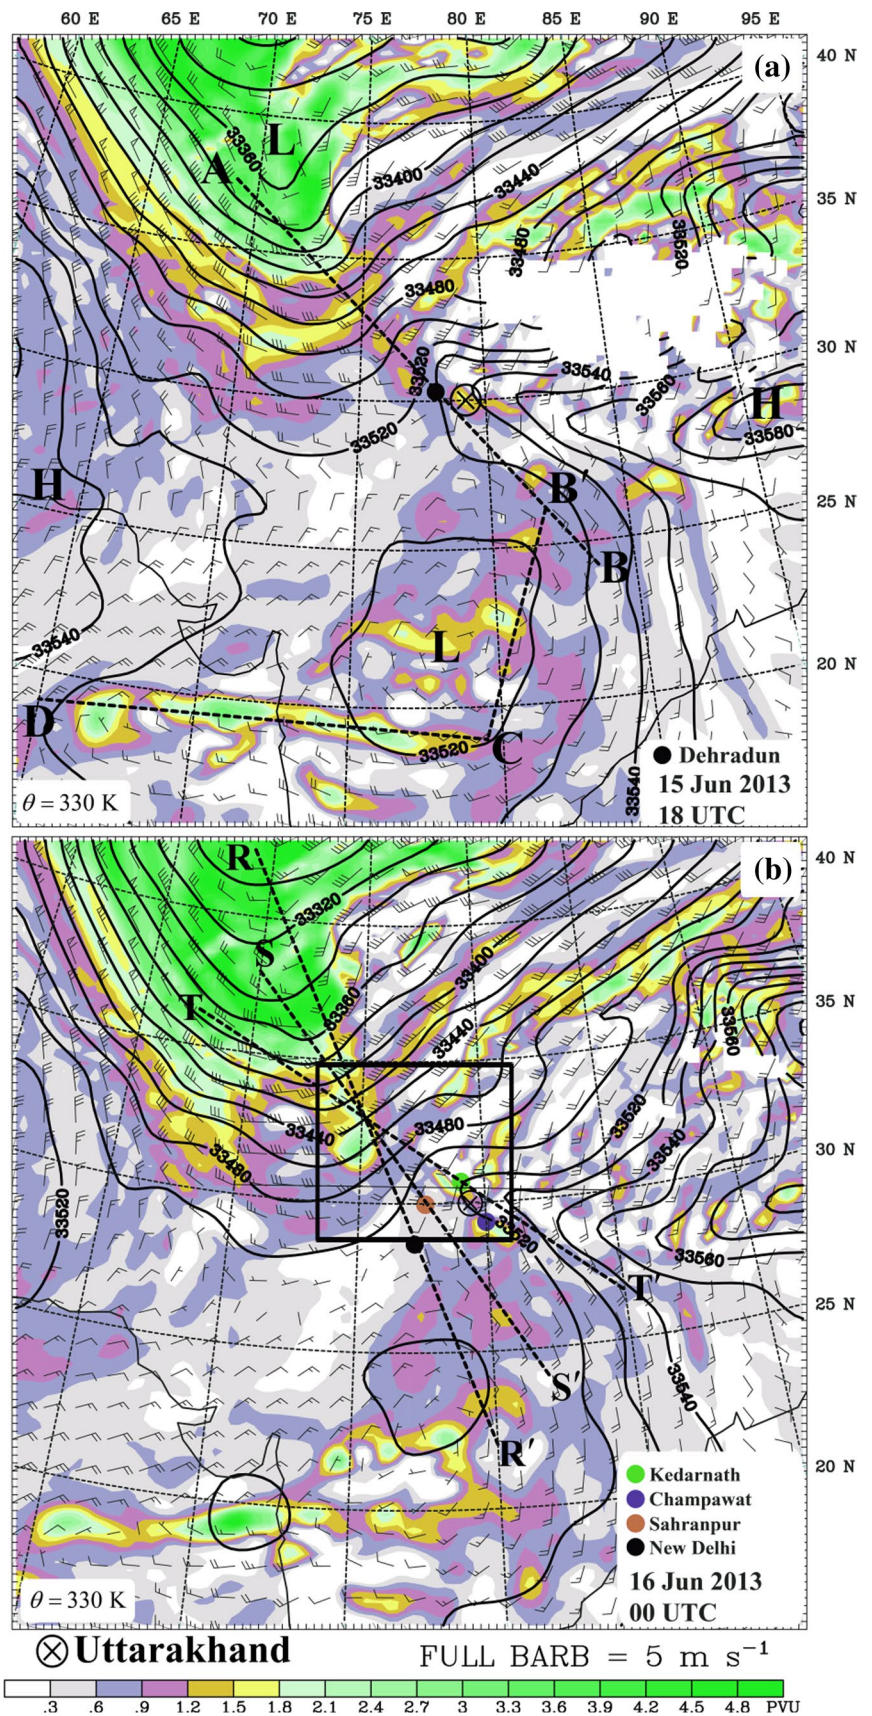 60 E 65 E 70 E 75 E 80 E 85 E 90 E 95 E
(a)
40 N
L
33360
A
33400
33440
35 N
33480
33520
33480
30 N
33520
33540
33560
H
33580
33520
H
B′
25 N
B
33540
L
20 N
D
33520
C
33540
Dehradun
15 Jun 2013
18 UTC
θ = 330 K
R
(b)
40 N
33320
S
33400
T
33360
35 N
33560
33440
33520
33480
33440
30 N
33540
33480
33520
33520
33560
T′
25 N
S′
33540
R′
20 N
Kedarnath
Champawat
Sahranpur
New Delhi
16 Jun 2013
00 UTC
θ = 330 K
Uttarakhand FULL BARB = 5 m s⁻¹
.3 .6 .9 1.2 1.5 1.8 2.1 2.4 2.7 3 3.3 3.6 3.9 4.2 4.5 4.8 PVU